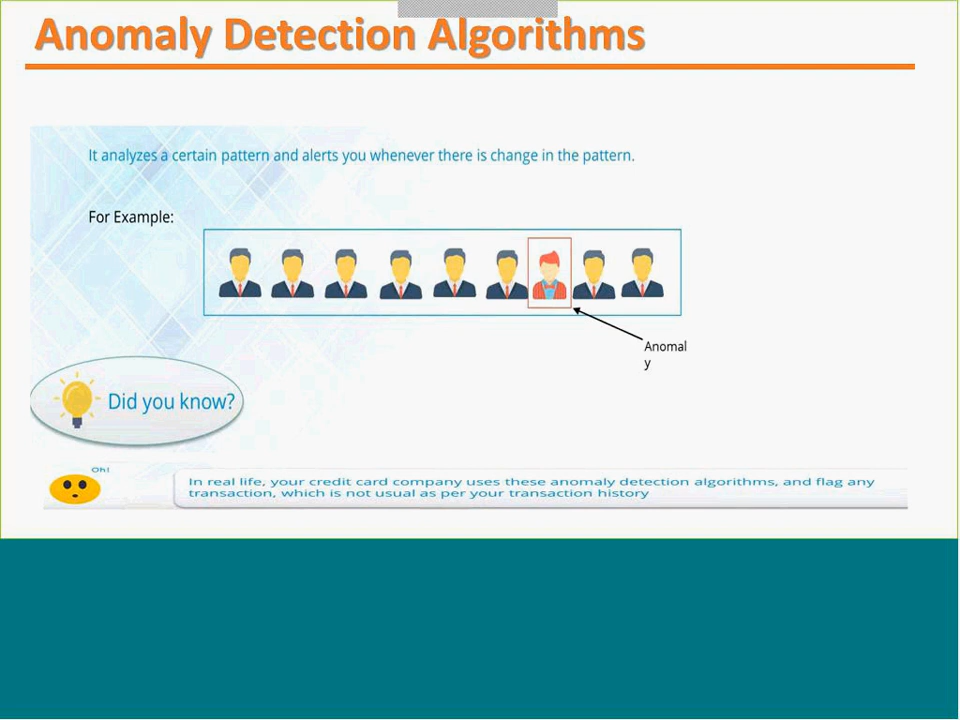 Anomaly Detection Algorithms
It analyzes a certain pattern and alerts you whenever there is change in the pattern.
For Example:
Anomal
y
Did you know?
Oh!
In real life, your credit card company uses these anomaly detection algorithms, and flag any
transaction, which is not usual as per your transaction history